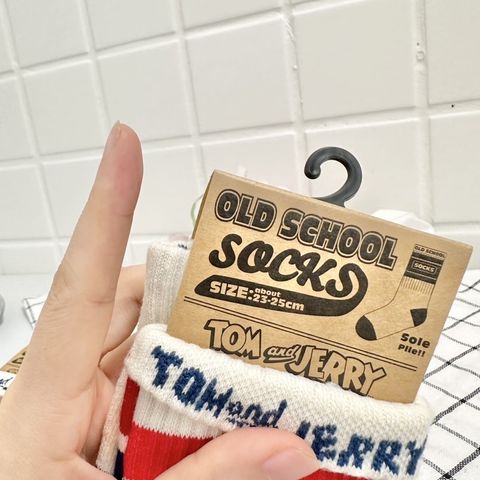 OLD SCHOOL
SOCKS
SIZE: about 23-25cm
OLD SCHOOL
SOCKS
Sole
Pile!!
TOM and JERRY
TOM and JERRY